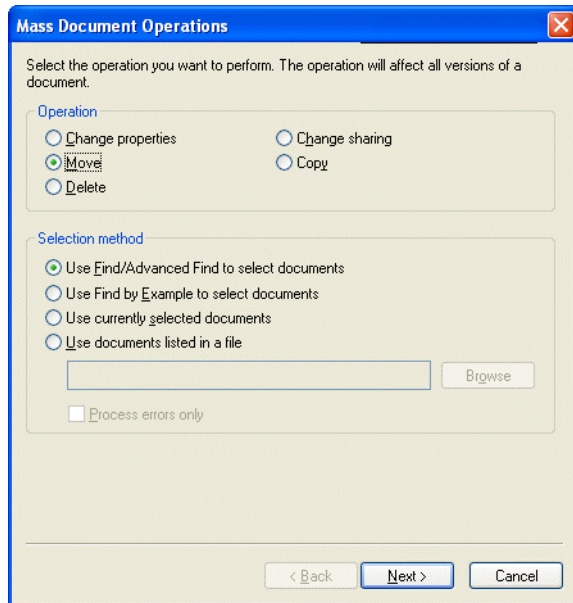 Mass Document Operations
Select the operation you want to perform. The operation will affect all versions of a
document.
Operation
Change properties
Change sharing
Move
Copy
Delete
Selection method
Use Find/Advanced Find to select documents
Use Find by Example to select documents
Use currently selected documents
Use documents listed in a file
Browse
Process errors only
< Back
Next >
Cancel